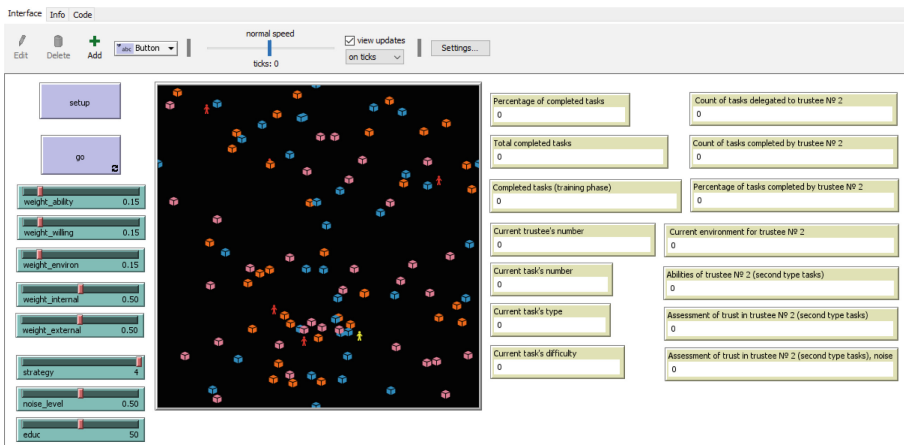 Interface Info Code
Edit Delete Add abc Button normal speed view updates Settings...
ticks: 0 on ticks
setup
go
weight_ability 0.15
weight_willing 0.15
weight_environ 0.15
weight_internal 0.50
weight_external 0.50
strategy 4
noise_level 0.50
educ 50
Percentage of completed tasks
0
Total completed tasks
0
Completed tasks (training phase)
0
Current trustee's number
0
Current task's number
0
Current task's type
0
Current task's difficulty
0
Count of tasks delegated to trustee № 2
0
Count of tasks completed by trustee № 2
0
Percentage of tasks completed by trustee № 2
0
Current environment for trustee № 2
0
Abilities of trustee № 2 (second type tasks)
0
Assessment of trust in trustee № 2 (second type tasks)
0
Assessment of trust in trustee № 2 (second type tasks), noise
0